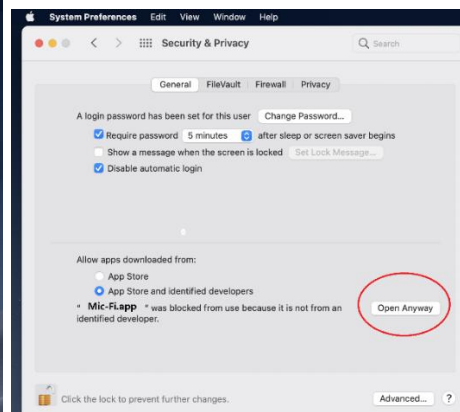 System Preferences Edit View Window Help
Security & Privacy
Search
General FileVault Firewall Privacy
A login password has been set for this user Change Password...
Require password 5 minutes after sleep or screen saver begins
Show a message when the screen is locked Set Lock Message...
Disable automatic login
Allow apps downloaded from:
App Store
App Store and identified developers
" Mic-Fi.app " was blocked from use because it is not from an
identified developer.
Open Anyway
Click the lock to prevent further changes.
Advanced... ?